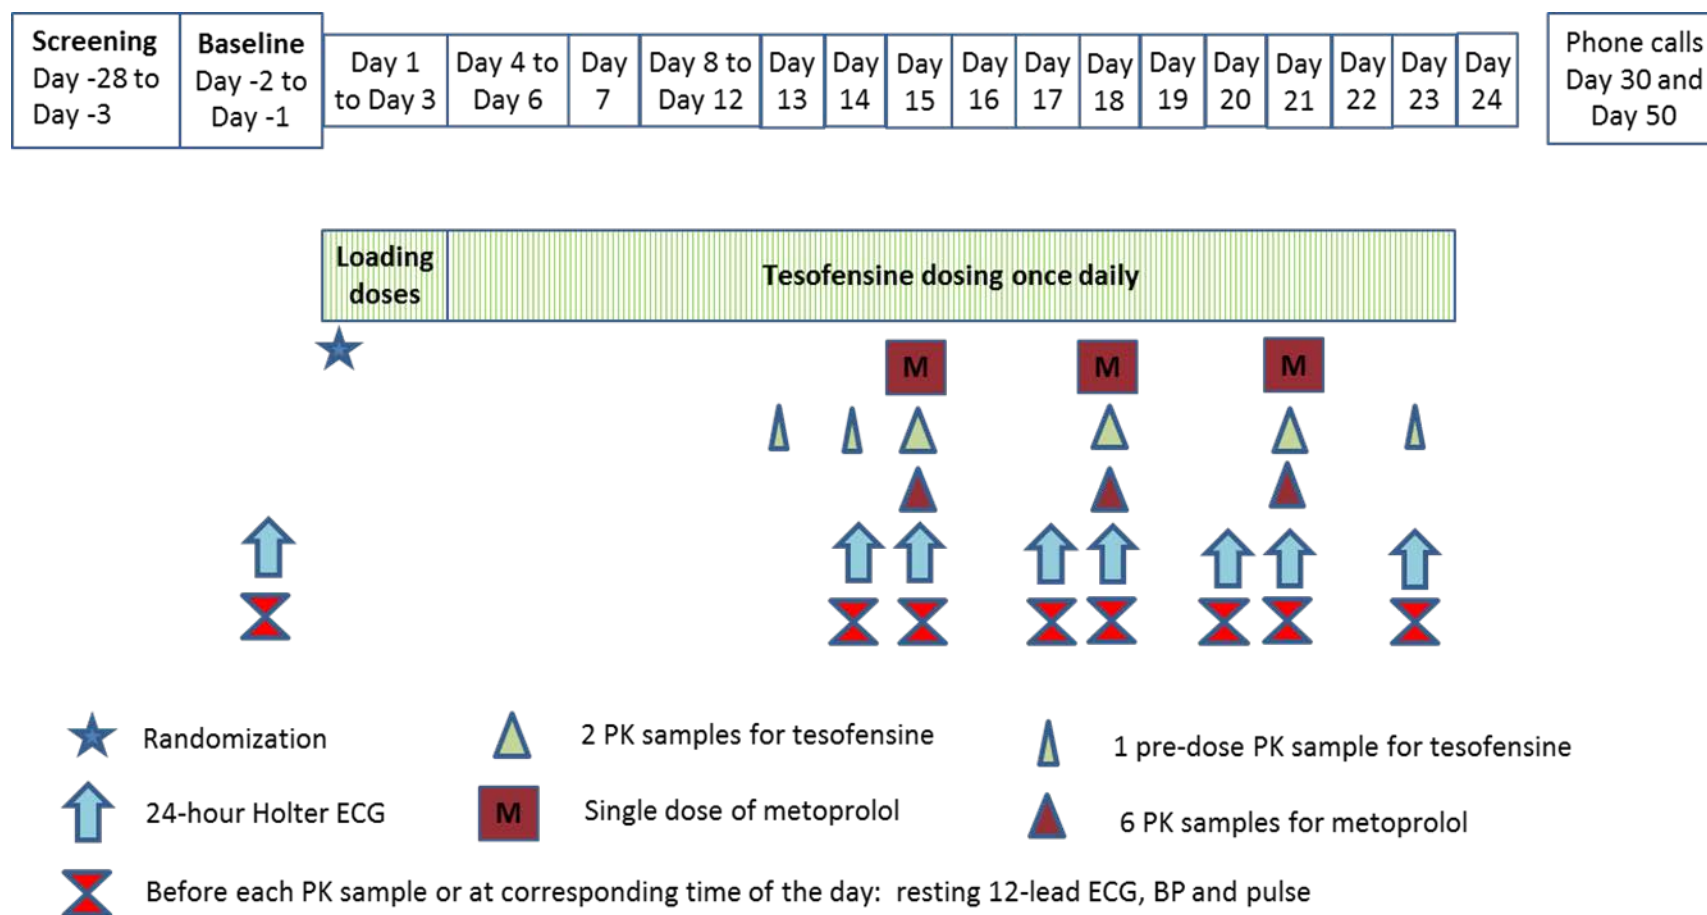 Screening
Day -28 to
Day -3
Baseline
Day -2 to
Day -1
Day 1
to Day 3
Day 4 to
Day 6
Day
7
Day 8 to
Day 12
Day
13
Day
14
Day
15
Day
16
Day
17
Day
18
Day
19
Day
20
Day
21
Day
22
Day
23
Day
24
Phone calls
Day 30 and
Day 50
Loading
doses
Tesofensine dosing once daily
M
M
M
Randomization
2 PK samples for tesofensine
1 pre-dose PK sample for tesofensine
24-hour Holter ECG
M
Single dose of metoprolol
6 PK samples for metoprolol
Before each PK sample or at corresponding time of the day: resting 12-lead ECG, BP and pulse